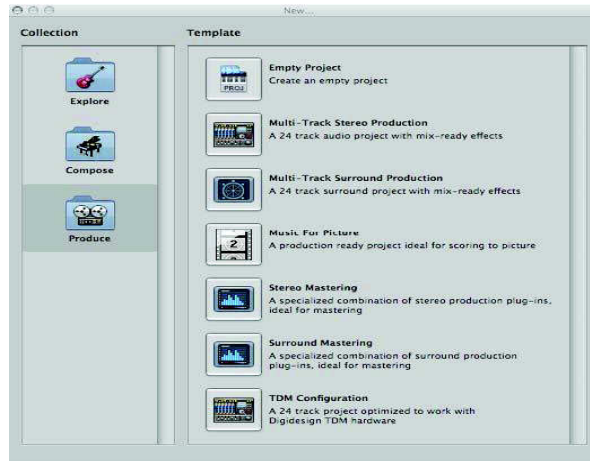 New...
Collection
Template
Explore
Compose
Produce
PROJ
Empty Project
Create an empty project
Multi-Track Stereo Production
A 24 track audio project with mix-ready effects
Multi-Track Surround Production
A 24 track surround project with mix-ready effects
2
Music For Picture
A production ready project ideal for scoring to picture
Stereo Mastering
A specialized combination of stereo production plug-ins,
ideal for mastering
Surround Mastering
A specialized combination of surround production
plug-ins, ideal for mastering
TDM Configuration
A 24 track project optimized to work with
Digidesign TDM hardware